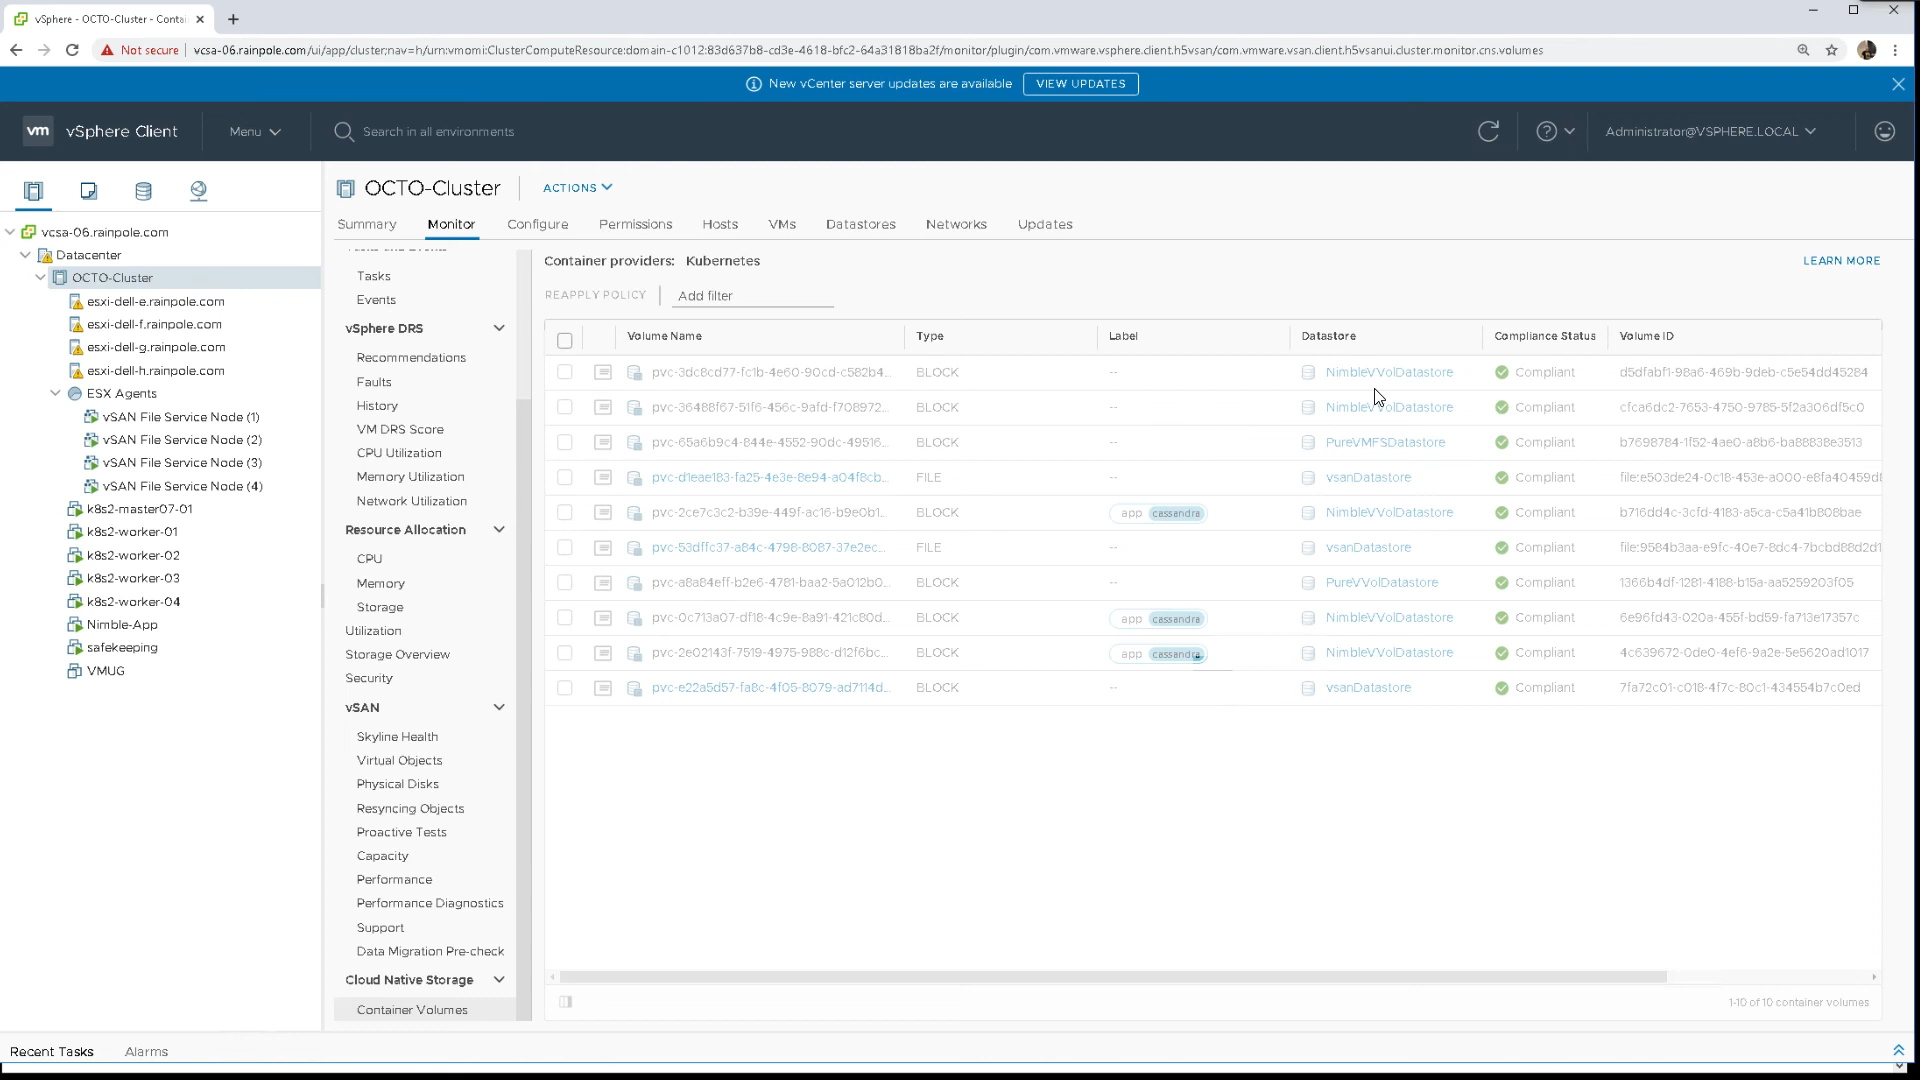 vSphere - OCTO-Cluster - Contai
Not secure
vcsa-06.rainpole.com/ui/app/cluster;nav=h/urn:vmomi:ClusterComputeResource:domain-c1012:83d637b8-cd3e-4618-bfc2-64a31818ba2f/monitor/plugin/com.vmware.vsphere.client.h5vsan/com.vmware.vsan.client.h5vsanui.cluster.monitor.cns.volumes
New vCenter server updates are available VIEW UPDATES
vm vSphere Client Menu Search in all environments Administrator@VSPHERE.LOCAL
OCTO-Cluster ACTIONS
Summary Monitor Configure Permissions Hosts VMs Datastores Networks Updates
vcsa-06.rainpole.com
Datacenter
OCTO-Cluster
esxi-dell-e.rainpole.com
esxi-dell-f.rainpole.com
esxi-dell-g.rainpole.com
esxi-dell-h.rainpole.com
ESX Agents
vSAN File Service Node (1)
vSAN File Service Node (2)
vSAN File Service Node (3)
vSAN File Service Node (4)
k8s2-master07-01
k8s2-worker-01
k8s2-worker-02
k8s2-worker-03
k8s2-worker-04
Nimble-App
safekeeping
VMUG
Tasks and Events
Tasks
Events
vSphere DRS
Recommendations
Faults
History
VM DRS Score
CPU Utilization
Memory Utilization
Network Utilization
Resource Allocation
CPU
Memory
Storage
Utilization
Storage Overview
Security
vSAN
Skyline Health
Virtual Objects
Physical Disks
Resyncing Objects
Proactive Tests
Capacity
Performance
Performance Diagnostics
Support
Data Migration Pre-check
Cloud Native Storage
Container Volumes
Container providers: Kubernetes LEARN MORE
REAPPLY POLICY Add filter
Volume Name Type Label Datastore Compliance Status Volume ID
pvc-3dc8cd77-fc1b-4e60-90cd-c582b4... BLOCK -- NimbleVVolDatastore Compliant d5dfabf1-98a6-469b-9deb-c5e54dd45284
pvc-36488f67-51f6-456c-9afd-f708972... BLOCK -- NimbleVVolDatastore Compliant cfca6dc2-7653-4750-9785-5f2a306df5c0
pvc-65a6b9c4-844e-4552-90dc-49516... BLOCK -- PureVMFSDatastore Compliant b7698784-1f52-4ae0-a8b6-ba88838e3513
pvc-d1eae183-fa25-4e3e-8e94-a04f8cb... FILE -- vsanDatastore Compliant file:e503de24-0c18-453e-a000-e8fa40459d
pvc-2ce7c3c2-b39e-449f-ac16-b9e0b1... BLOCK app cassandra NimbleVVolDatastore Compliant b716dd4c-3cfd-4183-a5ca-c5a41b808bae
pvc-53dffc37-a84c-4798-8087-37e2ec... FILE -- vsanDatastore Compliant file:9584b3aa-e9fc-40e7-8dc4-7bcbd88d2d1
pvc-a8a84eff-b2e6-4781-baa2-5a012b0... BLOCK -- PureVVolDatastore Compliant 1366b4df-1281-4188-b15a-aa5259203f05
pvc-0c713a07-df18-4c9e-8a91-421c80d... BLOCK app cassandra NimbleVVolDatastore Compliant 6e96fd43-020a-455f-bd59-fa713e17357c
pvc-2e02143f-7519-4975-988c-d12f6bc... BLOCK app cassandra NimbleVVolDatastore Compliant 4c639672-0de0-4ef6-9a2e-5e5620ad1017
pvc-e22a5d57-fa8c-4f05-8079-ad7114d... BLOCK -- vsanDatastore Compliant 7fa72c01-c018-4f7c-80c1-434554b7c0ed
1-10 of 10 container volumes
Recent Tasks Alarms